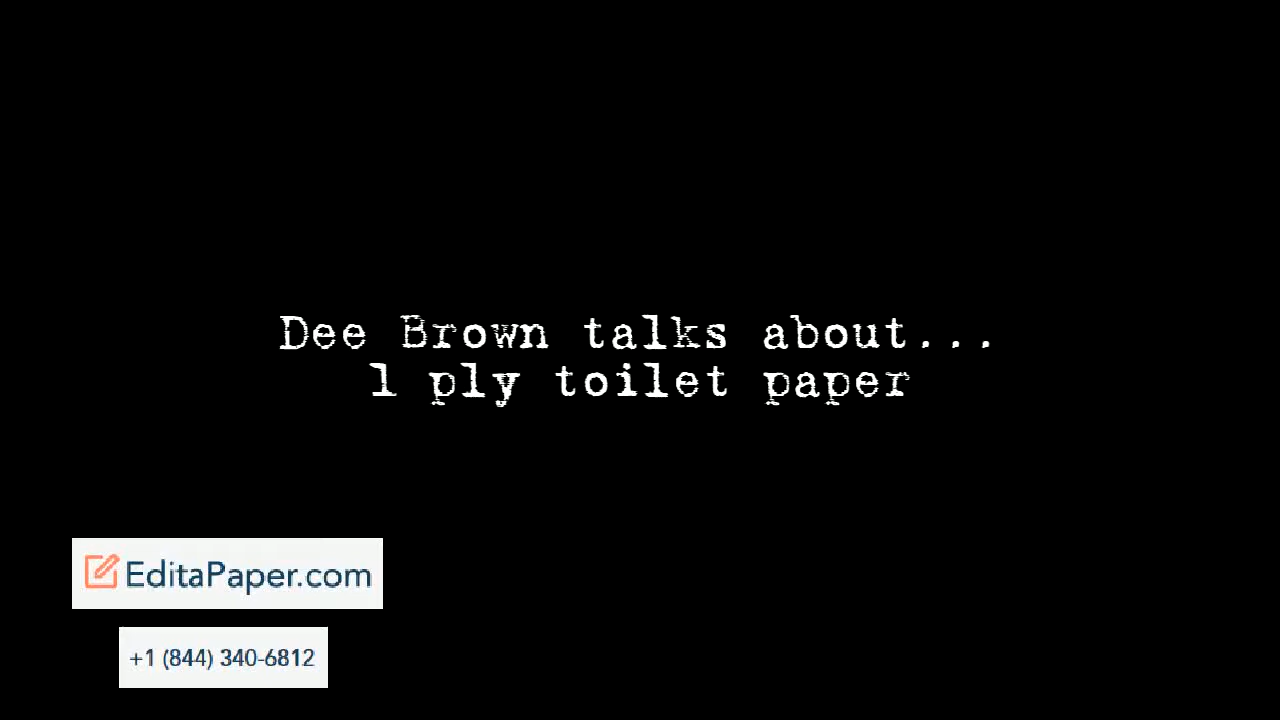 Dee Brown talks about...
1 ply toilet paper
EditaPaper.com
+1 (844) 340-6812